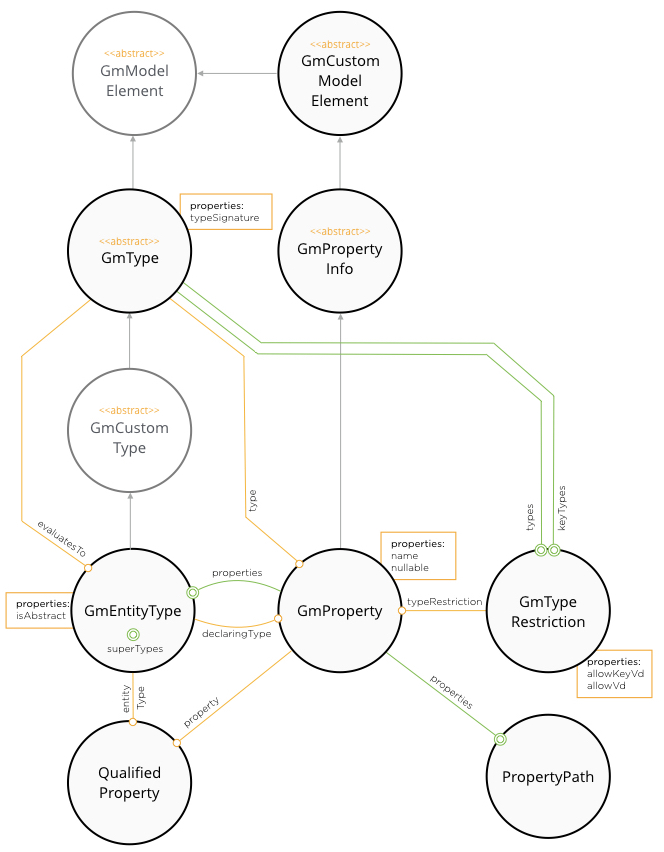 <<abstract>>
GmModel
Element
<<abstract>>
GmCustom
Model
Element
properties:
typeSignature
<<abstract>>
GmType
<<abstract>>
GmProperty
Info
<<abstract>>
GmCustom
Type
type
types
keyTypes
evaluatesTo
properties:
name
nullable
properties
properties:
isAbstract
GmEntityType
superTypes
declaringType
GmProperty
typeRestriction
GmType
Restriction
properties:
allowKeyVd
allowVd
entity
Type
property
properties
Qualified
Property
PropertyPath